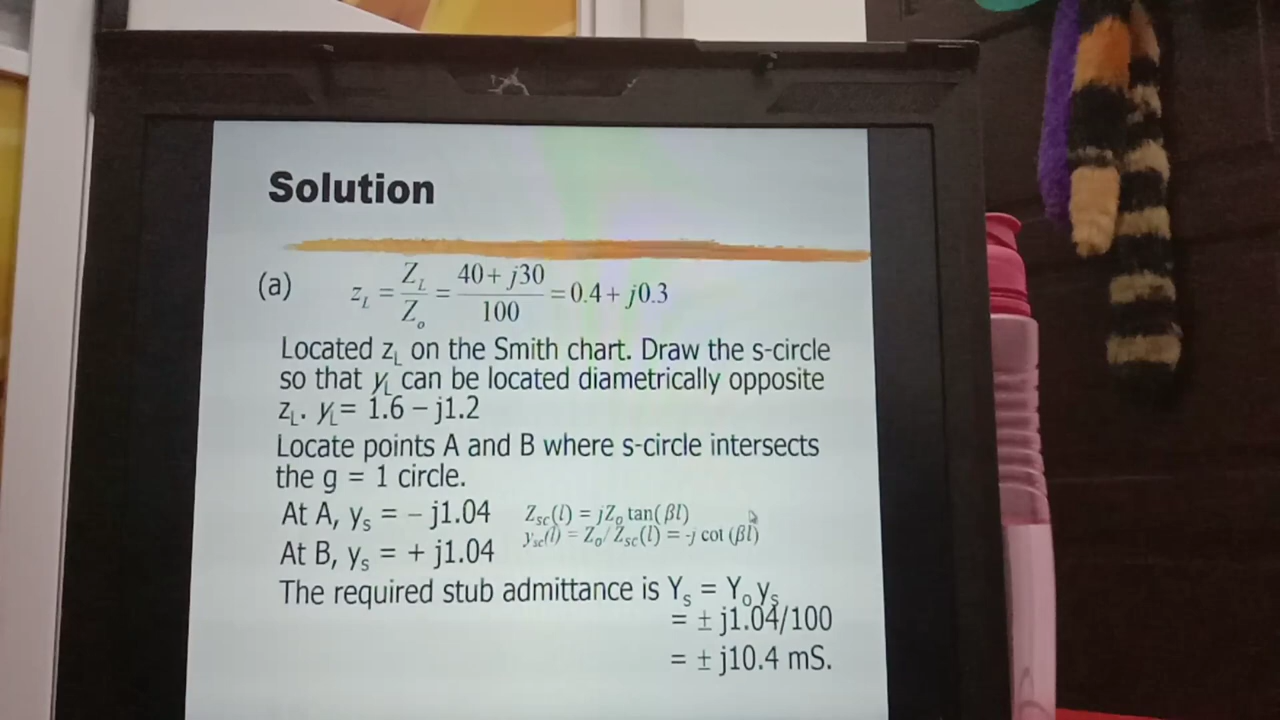 Solution
(a) z_L = Z_L / Z_o = 40 + j30 / 100 = 0.4 + j0.3
Located z_L on the Smith chart. Draw the s-circle
so that y_L can be located diametrically opposite
z_L. y_L = 1.6 – j1.2
Locate points A and B where s-circle intersects
the g = 1 circle.
At A, y_s = – j1.04
Z_sc(l) = jZ_o tan(βl)
y_sc(l) = Z_o/Z_sc(l) = -j cot (βl)
At B, y_s = + j1.04
The required stub admittance is Y_s = Y_o y_s
= ± j1.04/100
= ± j10.4 mS.